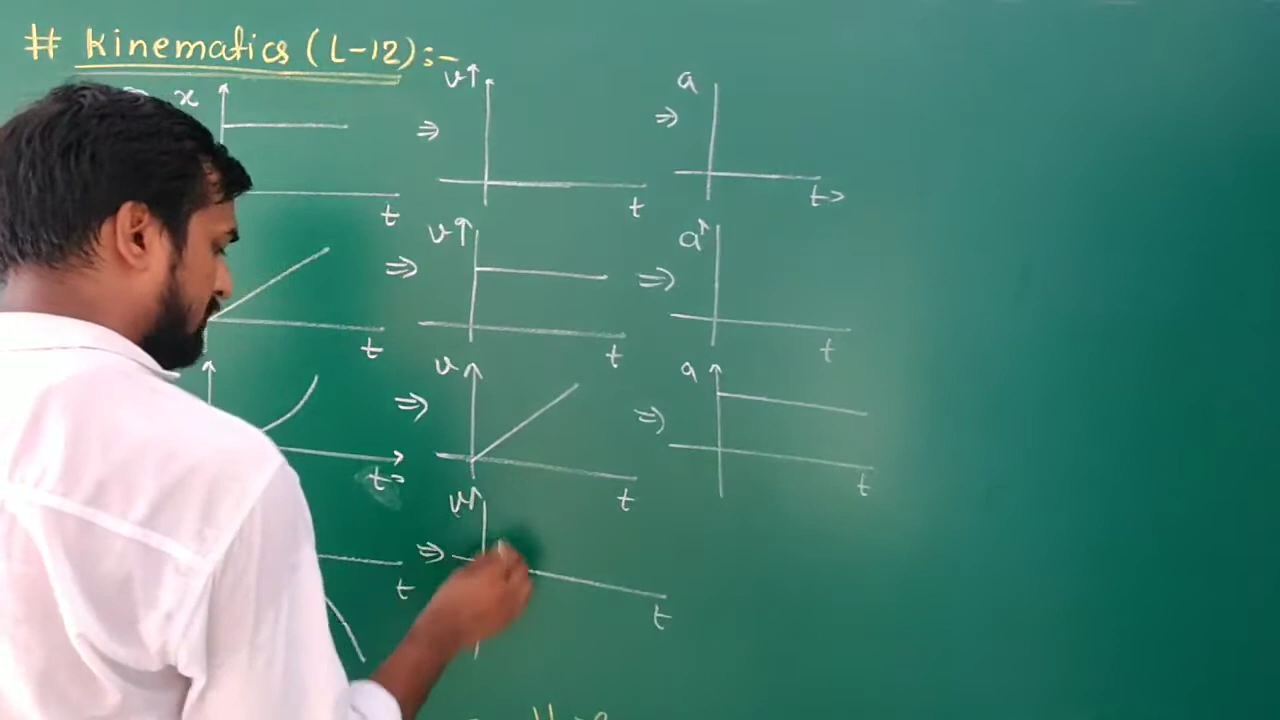 # Kinematics (L-12):-
x t ⇒ v↑ t ⇒ a t→
t ⇒ v↑ t ⇒ a↑ t
t→ ⇒ v t ⇒ a t
t ⇒ v↑ t